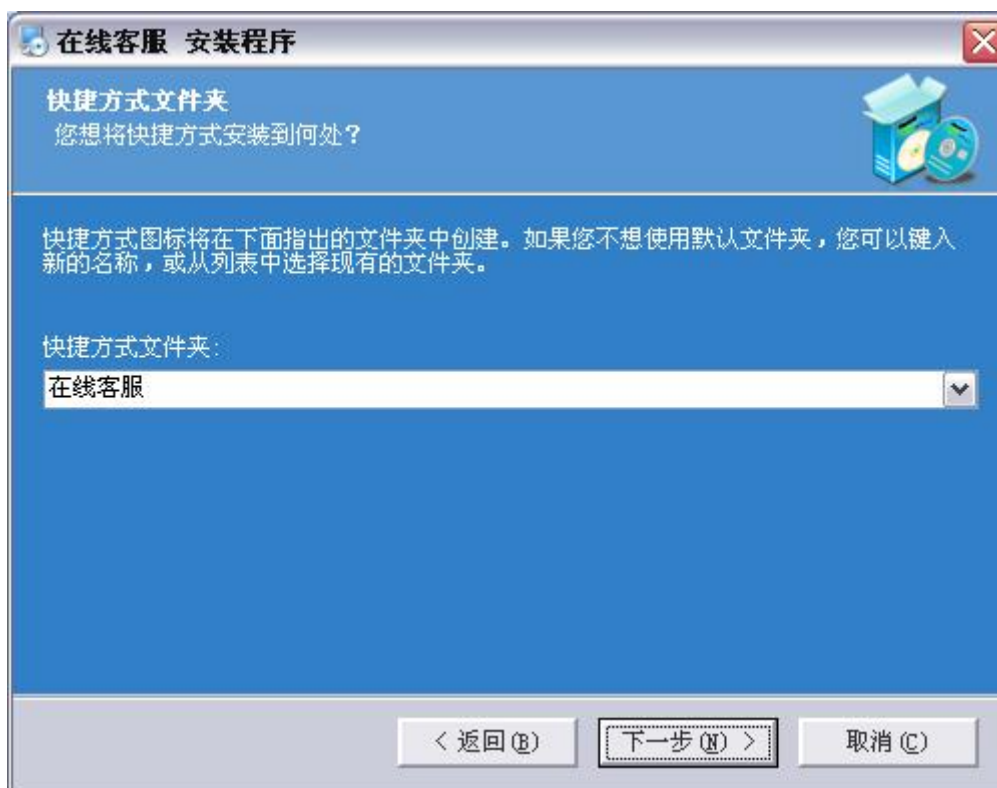 在线客服 安装程序
快捷方式文件夹
您想将快捷方式安装到何处？
快捷方式图标将在下面指出的文件夹中创建。如果您不想使用默认文件夹，您可以键入
新的名称，或从列表中选择现有的文件夹。
快捷方式文件夹:
在线客服
< 返回(B)
下一步(N) >
取消(C)